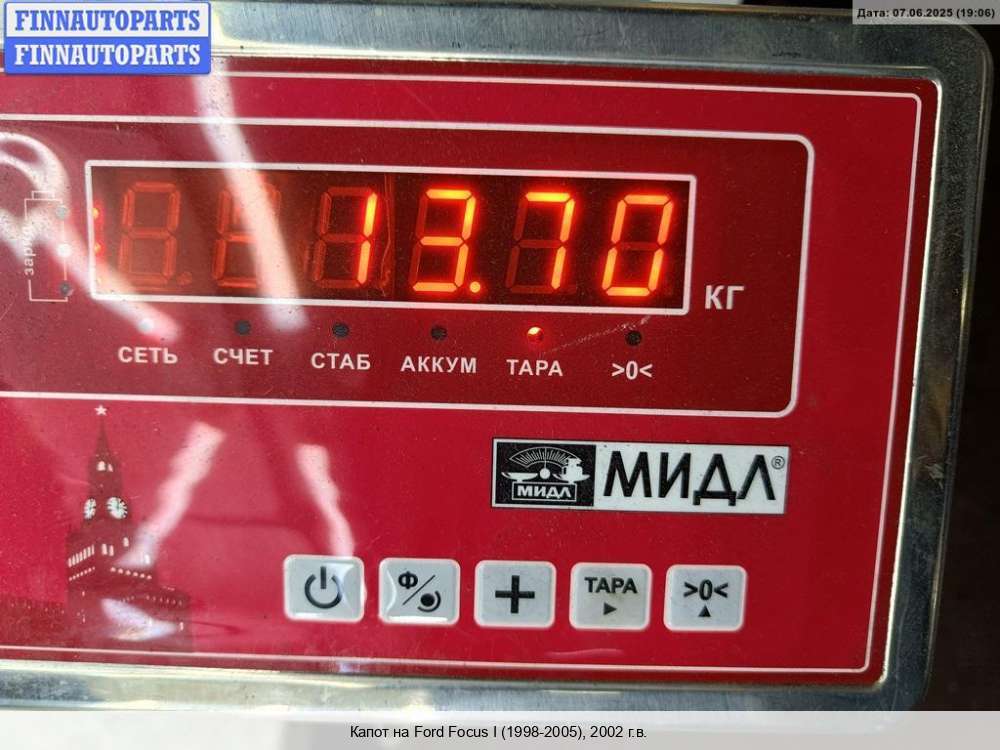 FINNAUTOPARTS
FINNAUTOPARTS
Дата: 07.06.2025 (19:06)
заряд
13.70
КГ
СЕТЬ СЧЕТ СТАБ АККУМ ТАРА >0<
МИДЛ МИДЛ®
Ф ТАРА >0<
Капот на Ford Focus I (1998-2005), 2002 г.в.